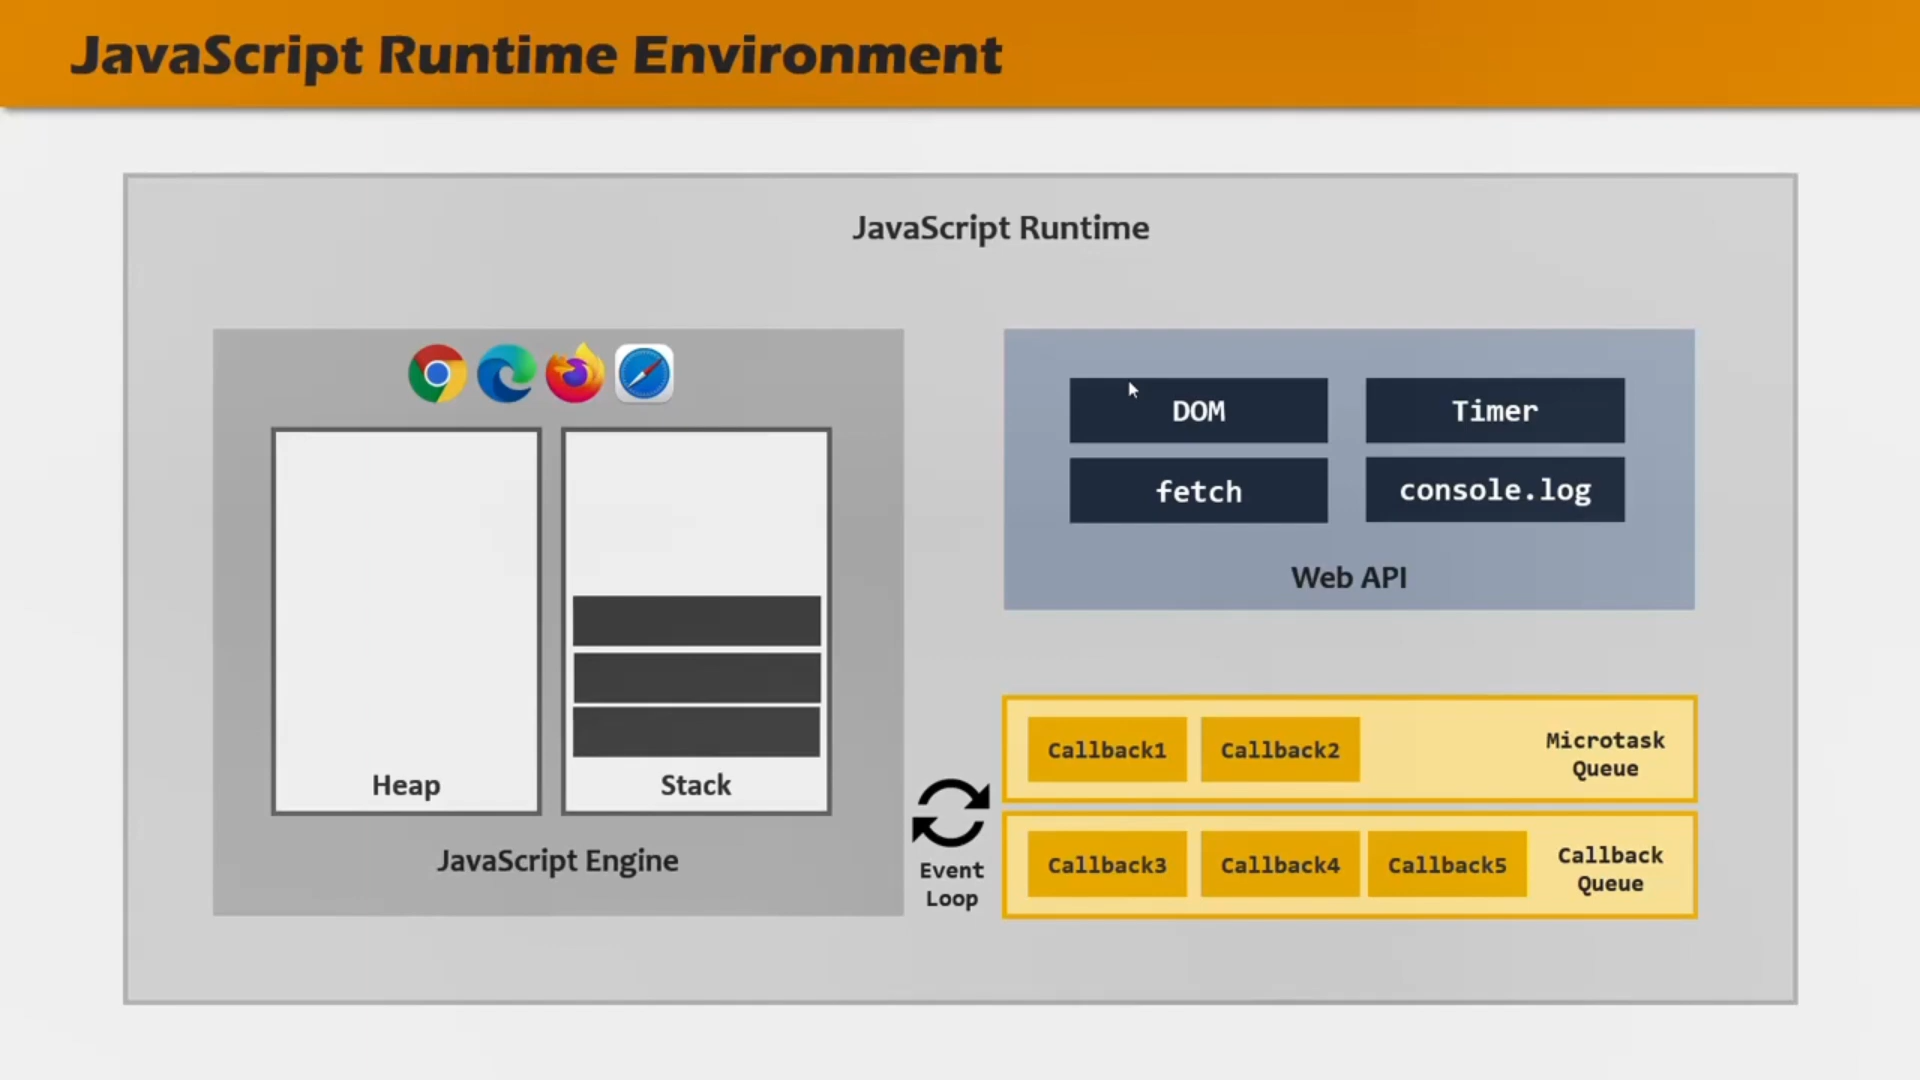 JavaScript Runtime Environment
JavaScript Runtime
Heap
Stack
JavaScript Engine
DOM
Timer
fetch
console.log
Web API
Event
Loop
Callback1
Callback2
Microtask
Queue
Callback3
Callback4
Callback5
Callback
Queue